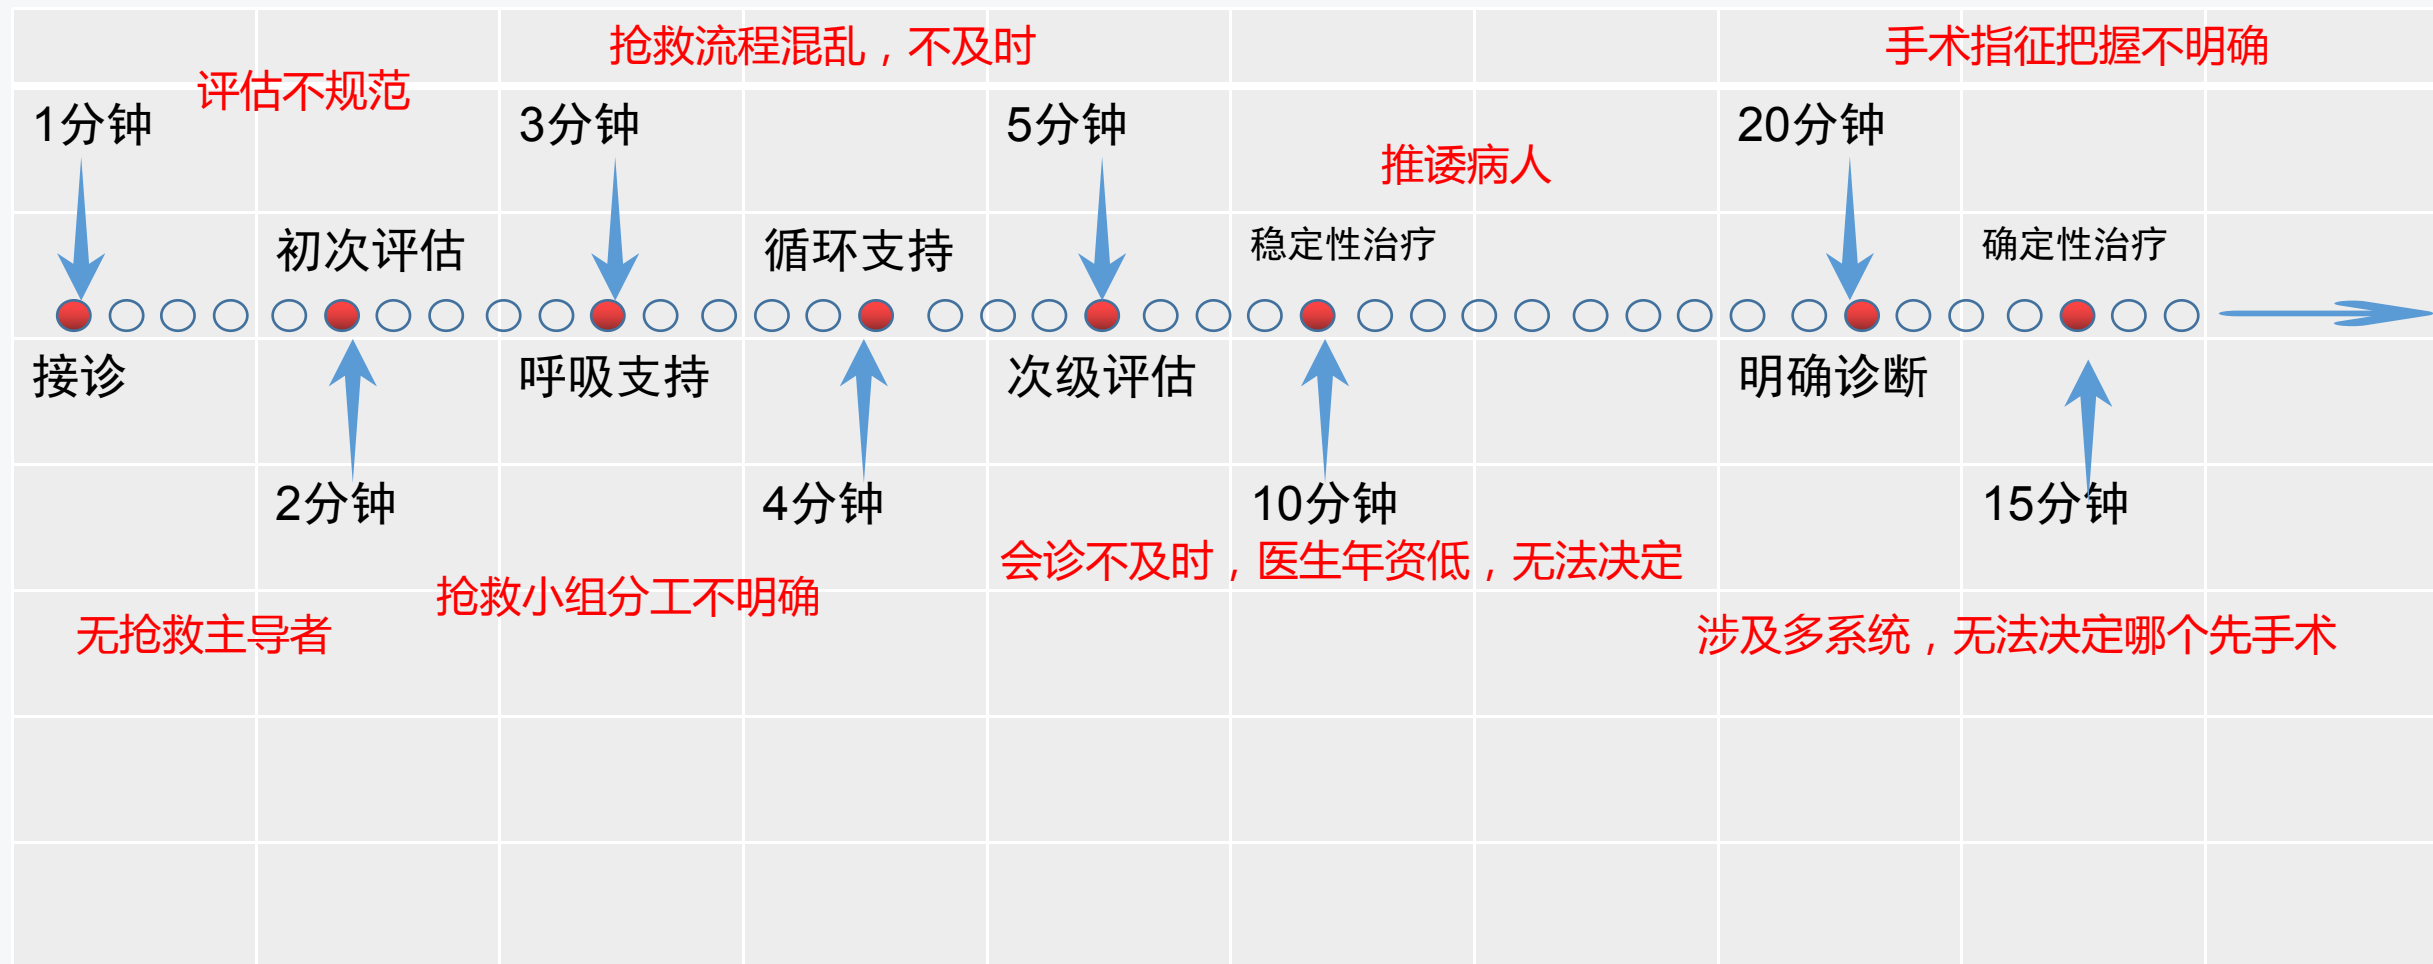 抢救流程混乱，不及时
手术指征把握不明确
评估不规范
1分钟
3分钟
5分钟
20分钟
推诿病人
初次评估
循环支持
稳定性治疗
确定性治疗
接诊
呼吸支持
次级评估
明确诊断
2分钟
4分钟
10分钟
15分钟
会诊不及时，医生年资低，无法决定
抢救小组分工不明确
无抢救主导者
涉及多系统，无法决定哪个先手术